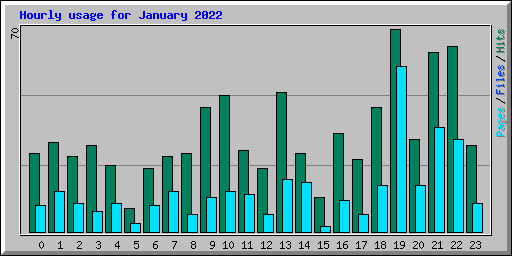 Hourly usage for January 2022
70
Pages / Files / Hits
0 1 2 3 4 5 6 7 8 9 10 11 12 13 14 15 16 17 18 19 20 21 22 23